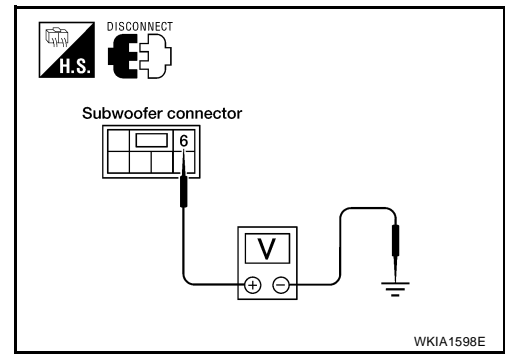 DISCONNECT
H.S.
Subwoofer connector
6
V
+ −
WKIA1598E